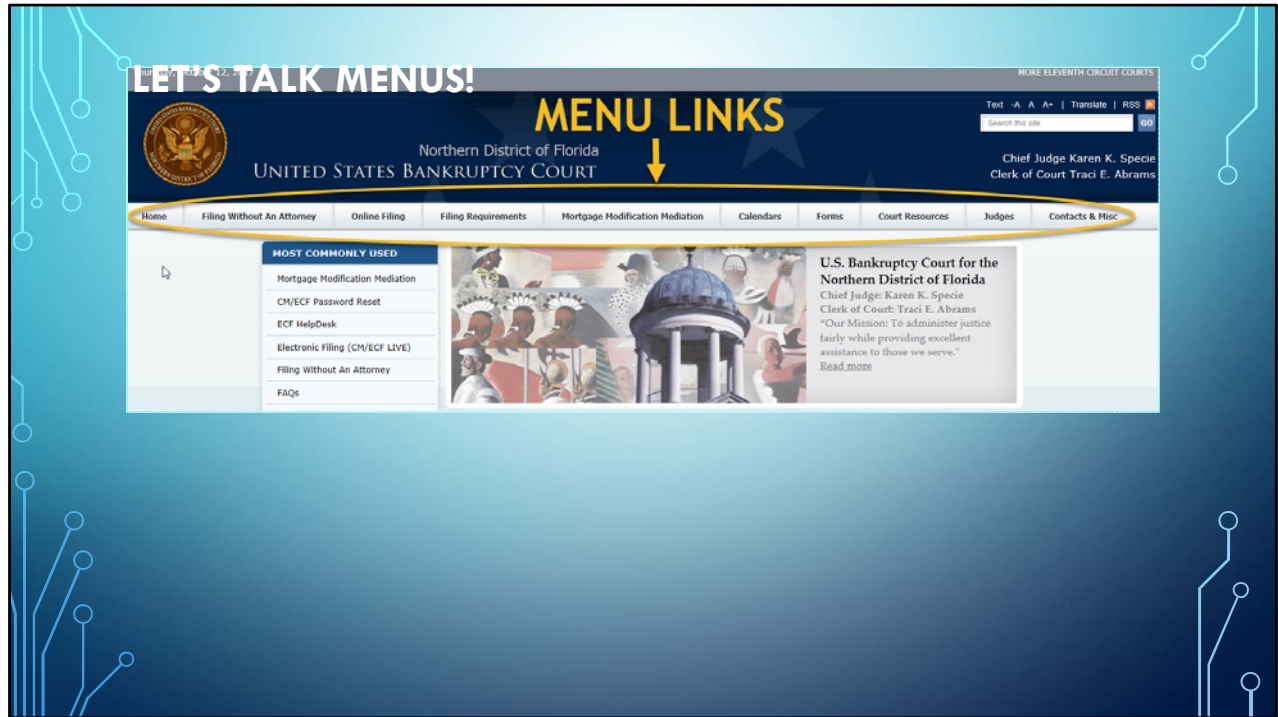 LET'S TALK MENUS!
MORE ELEVENTH CIRCUIT COURTS
MENU LINKS
Text -A A A+ | Translate | RSS
Search this site GO
Northern District of Florida
UNITED STATES BANKRUPTCY COURT
Chief Judge Karen K. Specie
Clerk of Court Traci E. Abrams
Home Filing Without An Attorney Online Filing Filing Requirements Mortgage Modification Mediation Calendars Forms Court Resources Judges Contacts & Misc
MOST COMMONLY USED
Mortgage Modification Mediation
CM/ECF Password Reset
ECF HelpDesk
Electronic Filing (CM/ECF LIVE)
Filing Without An Attorney
FAQs
U.S. Bankruptcy Court for the
Northern District of Florida
Chief Judge: Karen K. Specie
Clerk of Court: Traci E. Abrams
"Our Mission: To administer justice
fairly while providing excellent
assistance to those we serve."
Read more